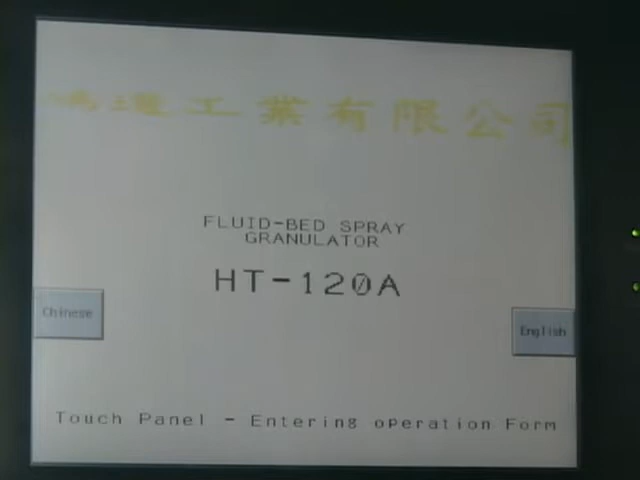 工業有限公司
FLUID-BED SPRAY
GRANULATOR
HT-120A
Chinese
English
Touch Panel - Entering operation Form